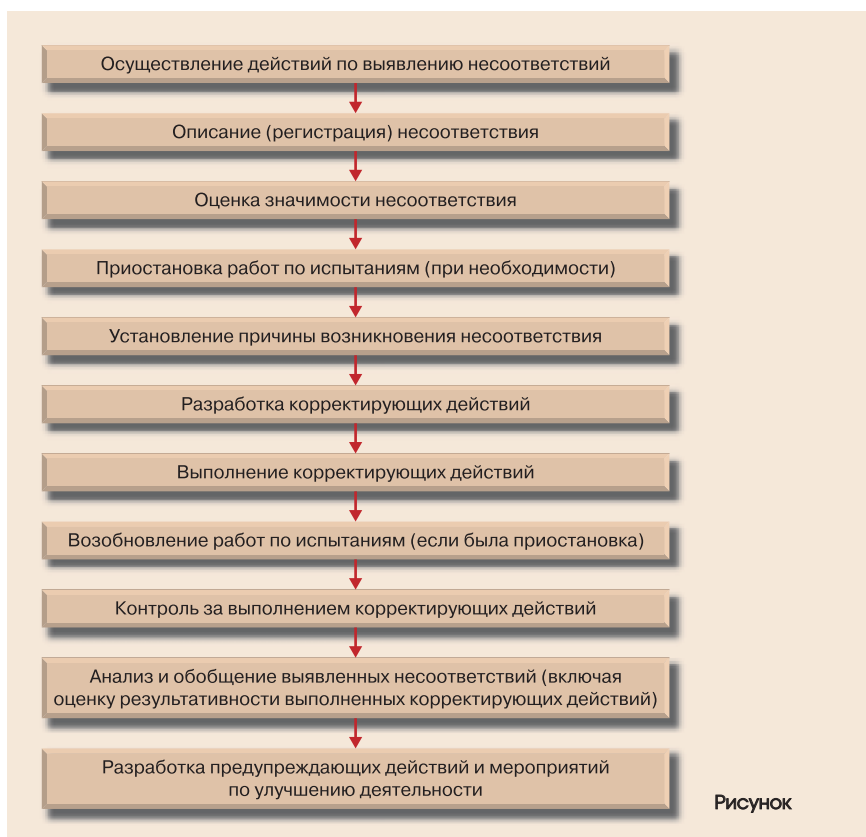 Осуществление действий по выявлению несоответствий
Описание (регистрация) несоответствия
Оценка значимости несоответствия
Приостановка работ по испытаниям (при необходимости)
Установление причины возникновения несоответствия
Разработка корректирующих действий
Выполнение корректирующих действий
Возобновление работ по испытаниям (если была приостановка)
Контроль за выполнением корректирующих действий
Анализ и обобщение выявленных несоответствий (включая
оценку результативности выполненных корректирующих действий)
Разработка предупреждающих действий и мероприятий
по улучшению деятельности
Рисунок